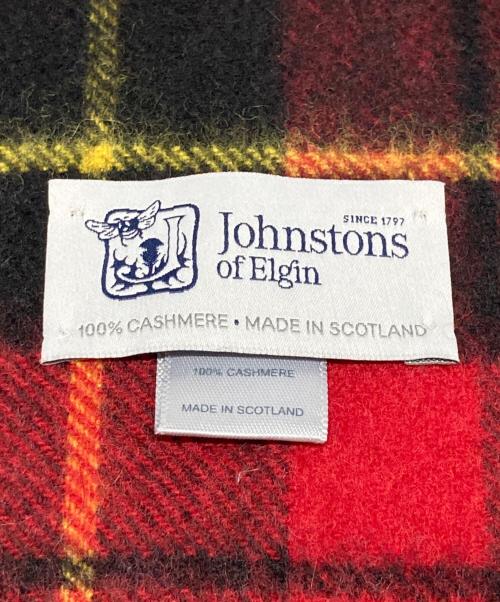 SINCE 1797
Johnstons
of Elgin
100% CASHMERE • MADE IN SCOTLAND
100% CASHMERE
MADE IN SCOTLAND